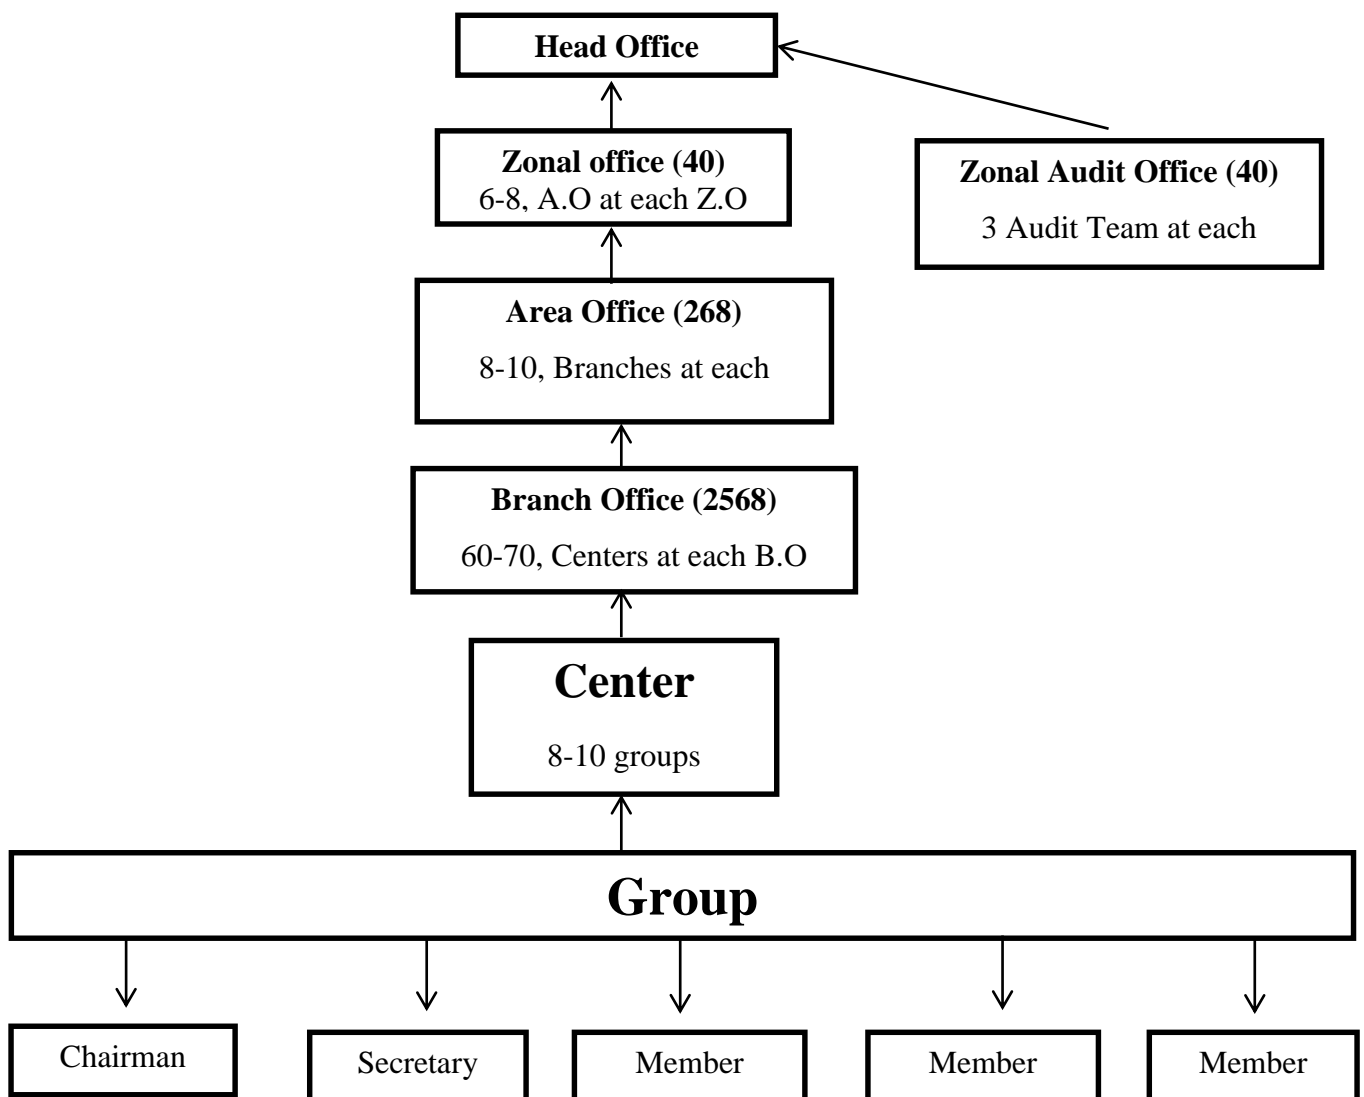 Head Office
Zonal office (40)
6-8, A.O at each Z.O
Zonal Audit Office (40)
3 Audit Team at each
Area Office (268)
8-10, Branches at each
Branch Office (2568)
60-70, Centers at each B.O
Center
8-10 groups
Group
Chairman
Secretary
Member
Member
Member